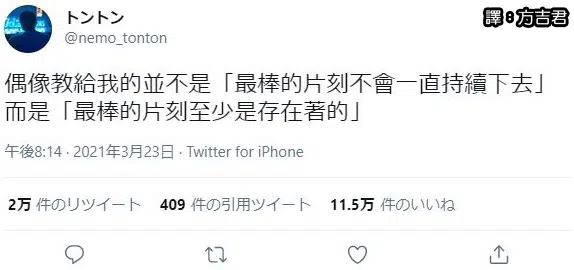 トントン
譯:方吉君
@nemo_tonton
偶像教給我的並不是「最棒的片刻不會一直持續下去」
而是「最棒的片刻至少是存在著的」
午後8:14 · 2021年3月23日 · Twitter for iPhone
2万 件のリツイート 409 件の引用ツイート 11.5万 件のいいね